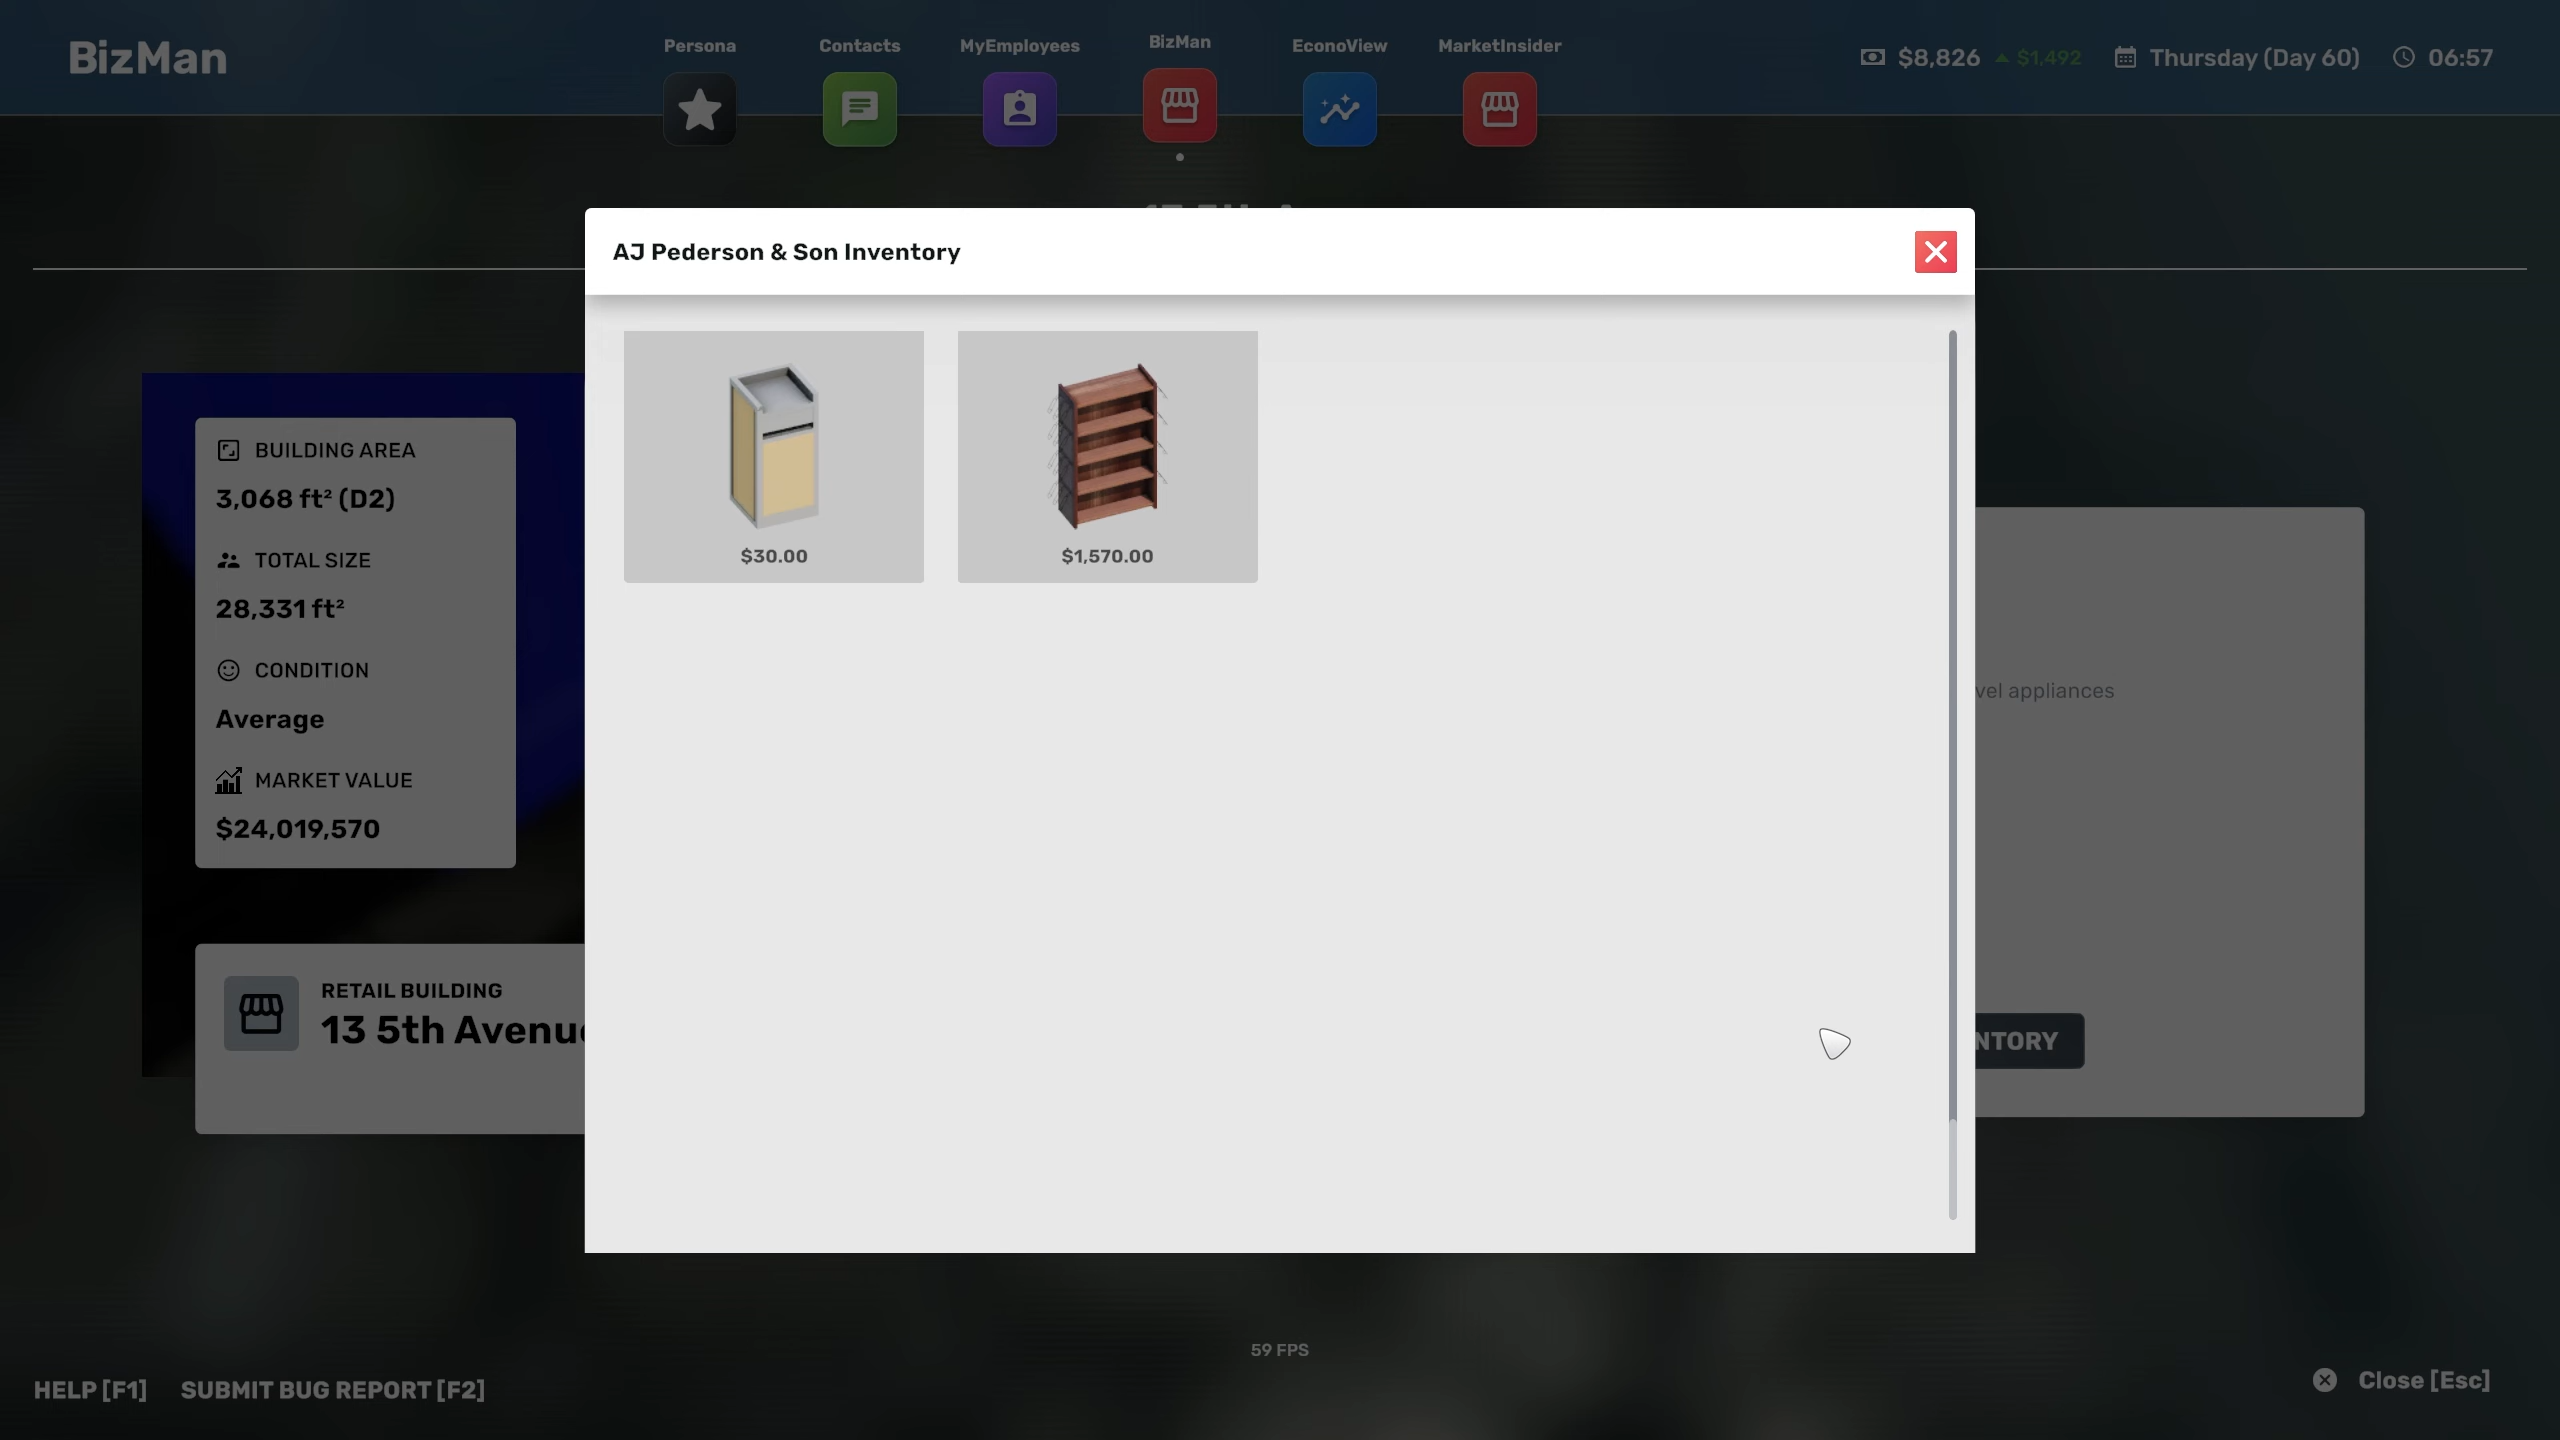 BizMan
Persona
Contacts
MyEmployees
BizMan
EconoView
MarketInsider
$8,826
$1,492
Thursday (Day 60)
06:57
AJ Pederson & Son Inventory
$30.00
$1,570.00
BUILDING AREA
3,068 ft² (D2)
TOTAL SIZE
28,331 ft²
CONDITION
Average
MARKET VALUE
$24,019,570
vel appliances
RETAIL BUILDING
13 5th Avenu
NTORY
59 FPS
HELP [F1]
SUBMIT BUG REPORT [F2]
Close [Esc]